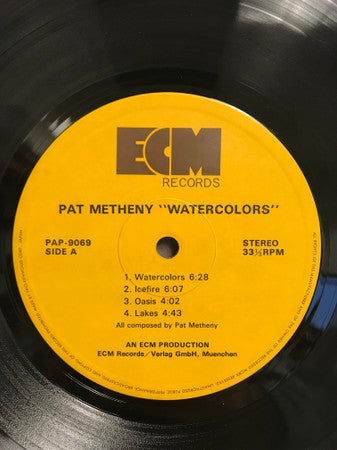 ECM
RECORDS
PAT METHENY "WATERCOLORS"
PAP-9069
SIDE A
STEREO
33⅓RPM
1. Watercolors 6:28
2. Icefire 6:07
3. Oasis 4:02
4. Lakes 4:43
All composed by Pat Metheny
AN ECM PRODUCTION
ECM Records/Verlag GmbH, Muenchen